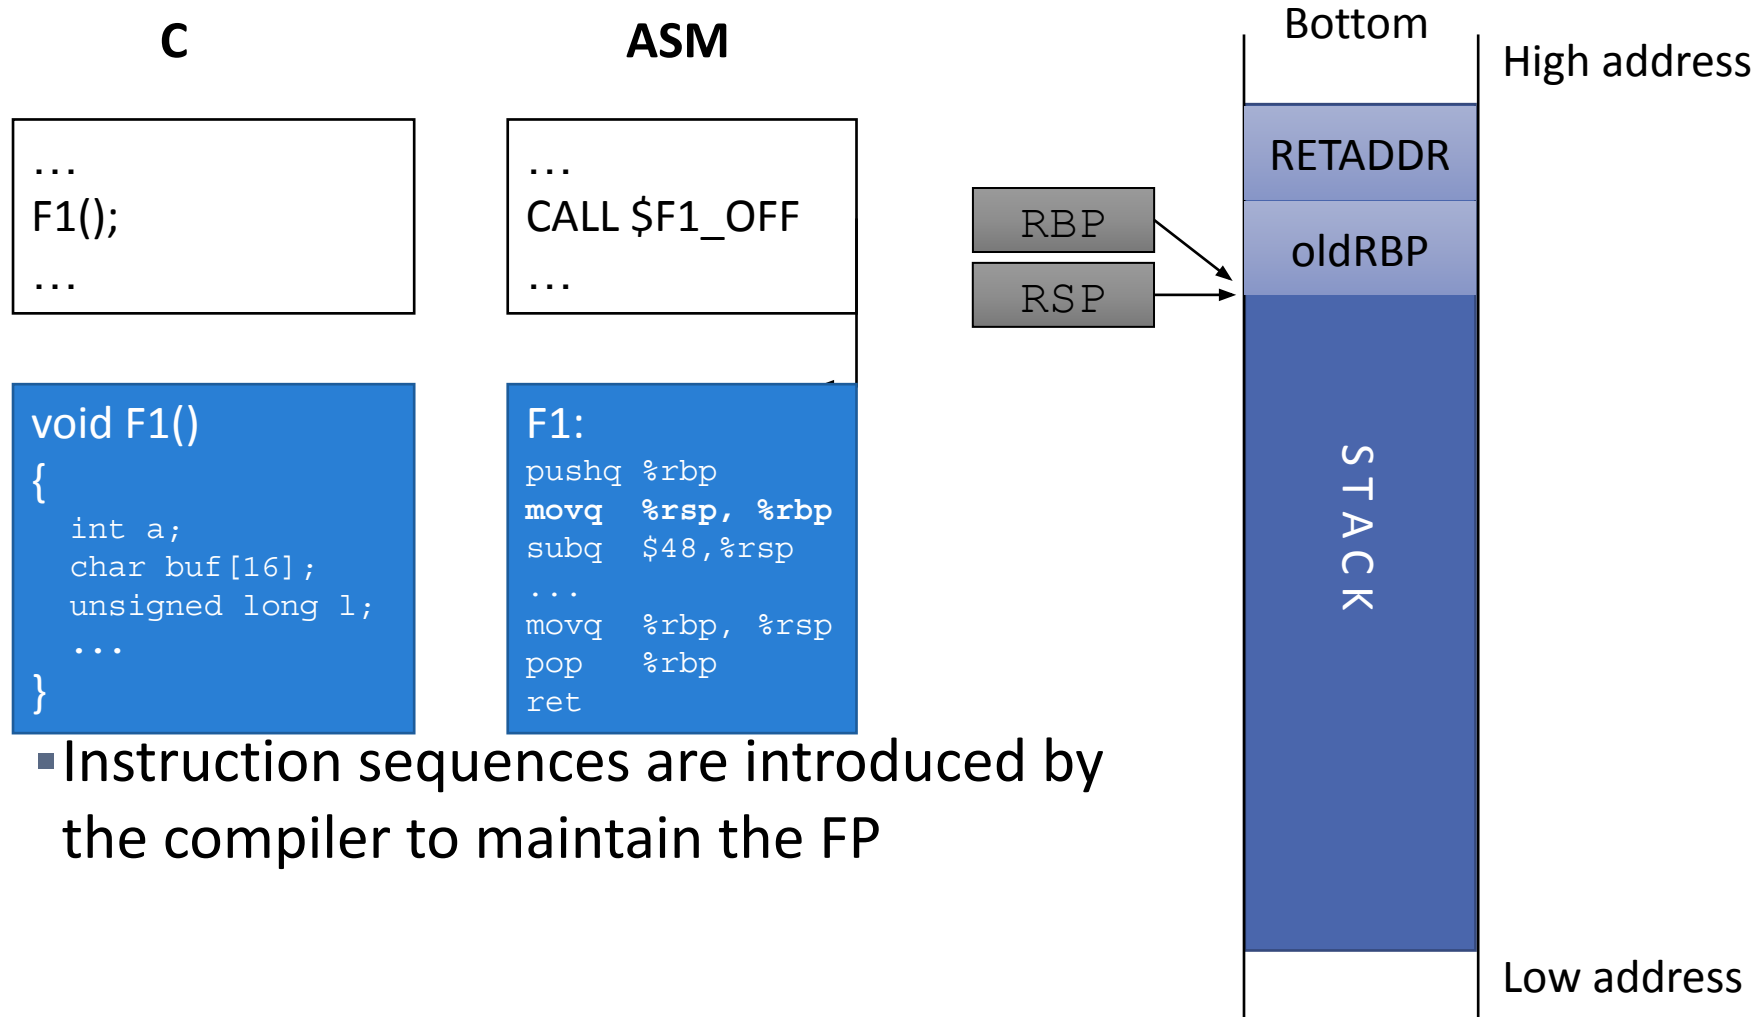 C
…
F1();
…
void F1()
{
int a;
char buf[16];
unsigned long l;
...
}
ASM
…
CALL $F1_OFF
…
F1:
pushq %rbp
movq %rsp, %rbp
subq $48,%rsp
...
movq %rbp, %rsp
pop %rbp
ret
▪Instruction sequences are introduced by
the compiler to maintain the FP
RBP
RSP
Bottom
High address
RETADDR
oldRBP
STACK
Low address